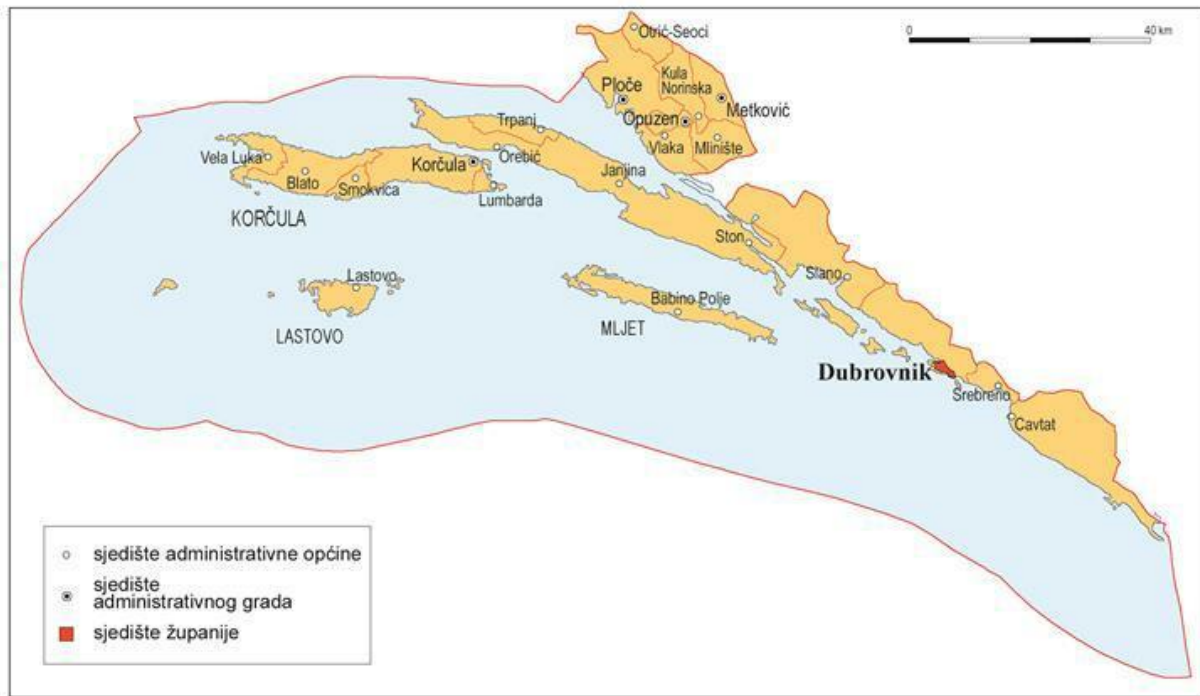 0
40 km
Otrić-Seoci
Kula
Norinska
Ploče
Metković
Opuzen
Vlaka
Mlinište
Trpanj
Orebić
Vela Luka
Korčula
Blato
Smokvica
Lumbarda
Janjina
KORČULA
Ston
Slano
Lastovo
Babino Polje
LASTOVO
MLJET
Dubrovnik
Srebreno
Cavtat
sjedište administrativne općine
sjedište
administrativnog grada
sjedište županije